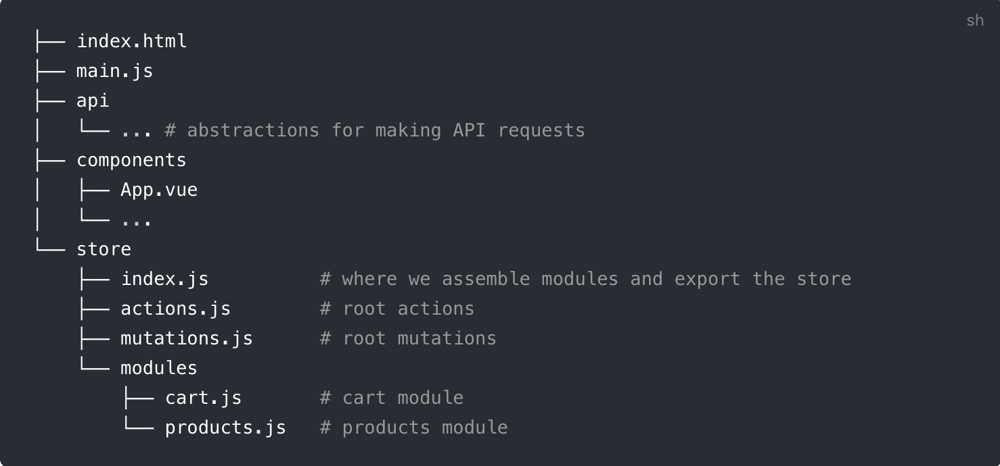 sh
├── index.html
├── main.js
├── api
│   └── ... # abstractions for making API requests
├── components
│   ├── App.vue
│   └── ...
└── store
    ├── index.js          # where we assemble modules and export the store
    ├── actions.js        # root actions
    ├── mutations.js      # root mutations
    └── modules
        ├── cart.js       # cart module
        └── products.js   # products module